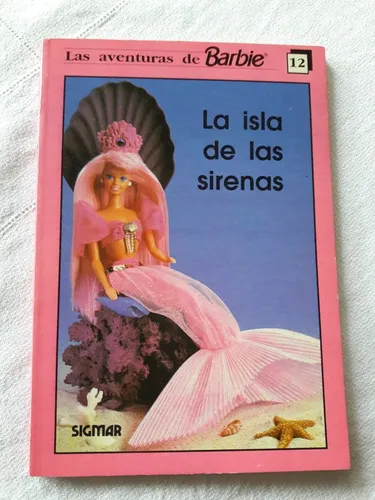 Las aventuras de Barbie® 12
La isla
de las
sirenas
SIGMAR